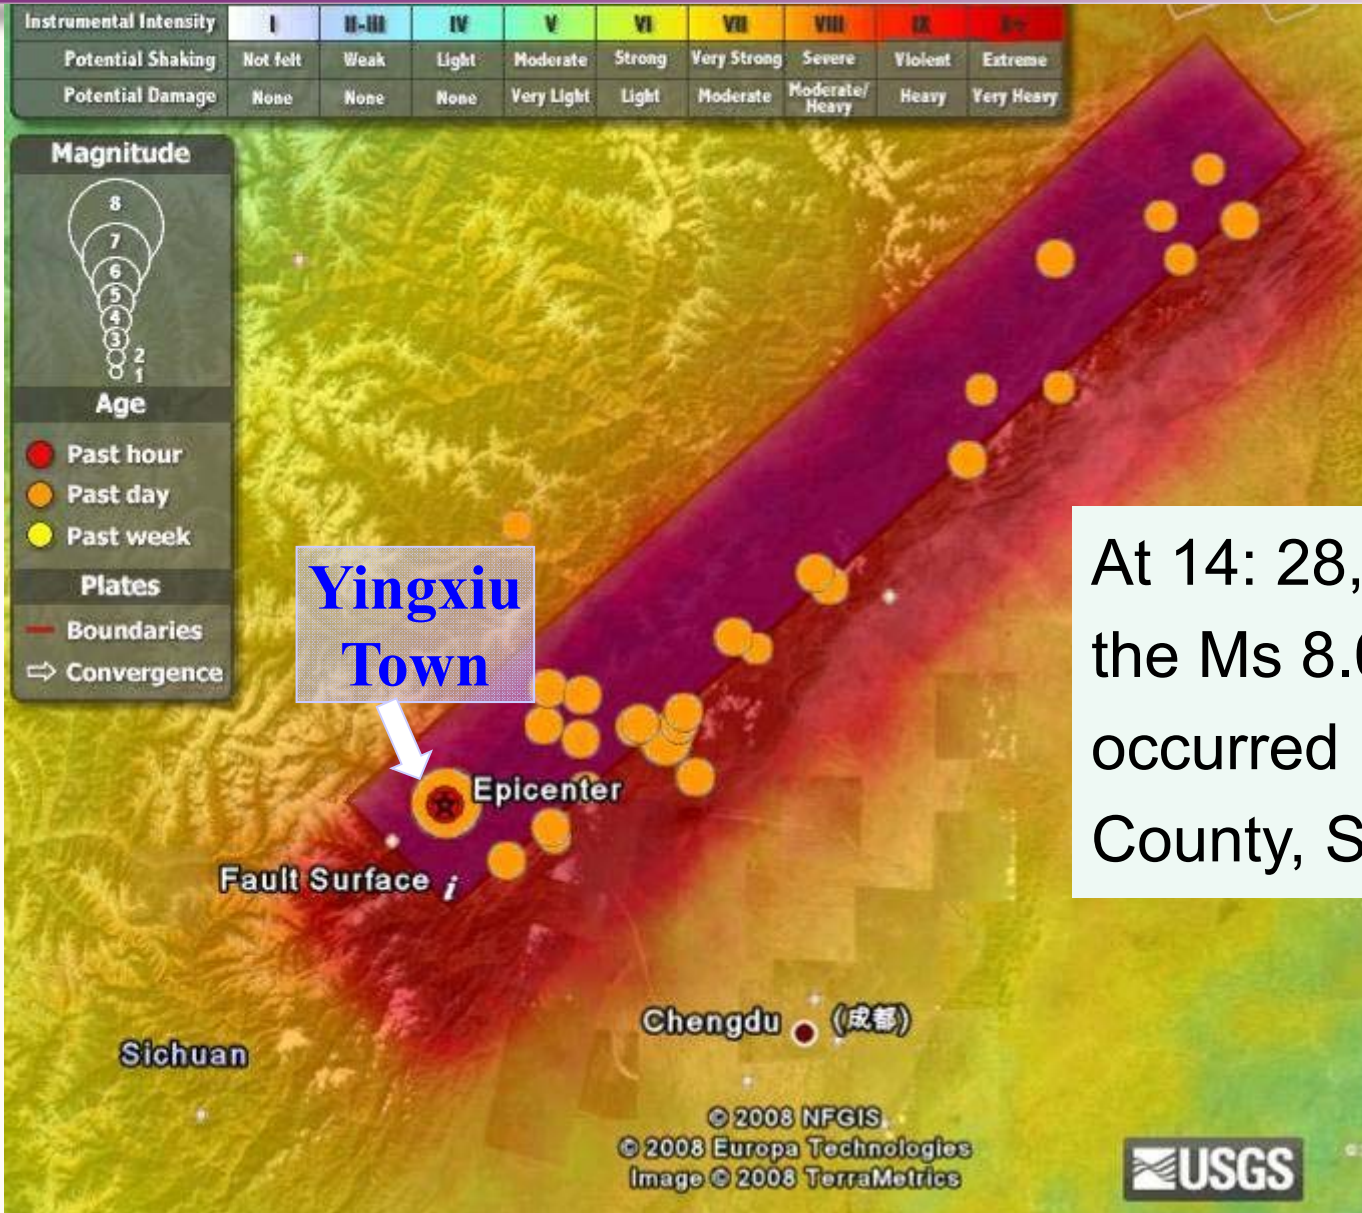 Instrumental Intensity I II-III IV V VI VII VIII IX X+
Potential Shaking Not felt Weak Light Moderate Strong Very Strong Severe Violent Extreme
Potential Damage None None None Very Light Light Moderate Moderate/ Heavy Heavy Very Heavy
Magnitude
8
7
6
5
4
3
2
1
Age
Past hour
Past day
Past week
Plates
Boundaries
Convergence
Yingxiu
Town
Epicenter
Fault Surface i
At 14: 28,
the Ms 8.
occurred
County, S
Chengdu (成都)
Sichuan
© 2008 NFGIS
© 2008 Europa Technologies
Image © 2008 TerraMetrics
USGS